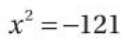 x² = −121